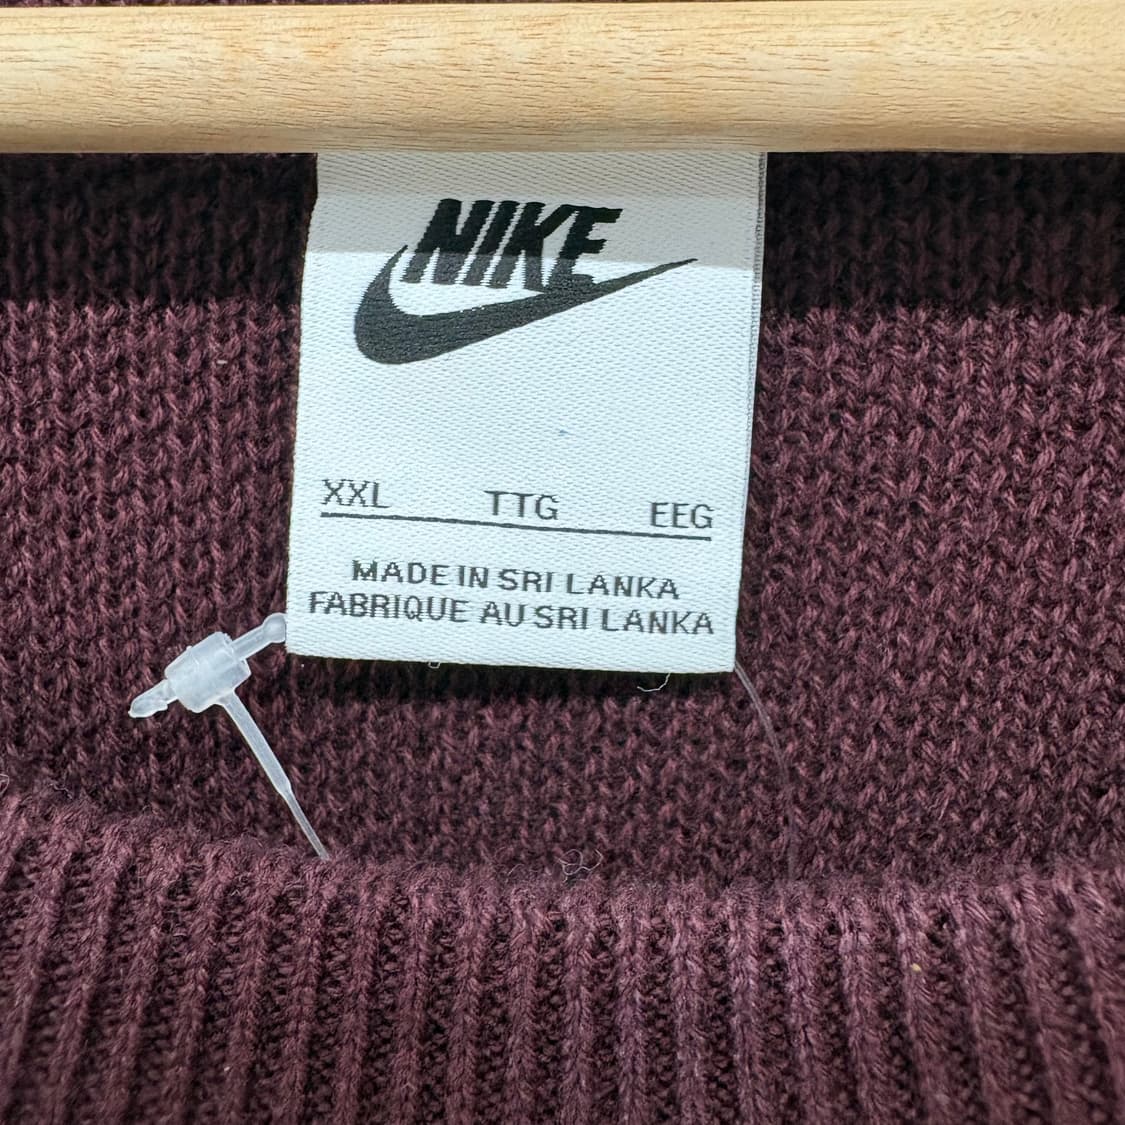 NIKE
XXL TTG EEG
MADE IN SRI LANKA
FABRIQUE AU SRI LANKA